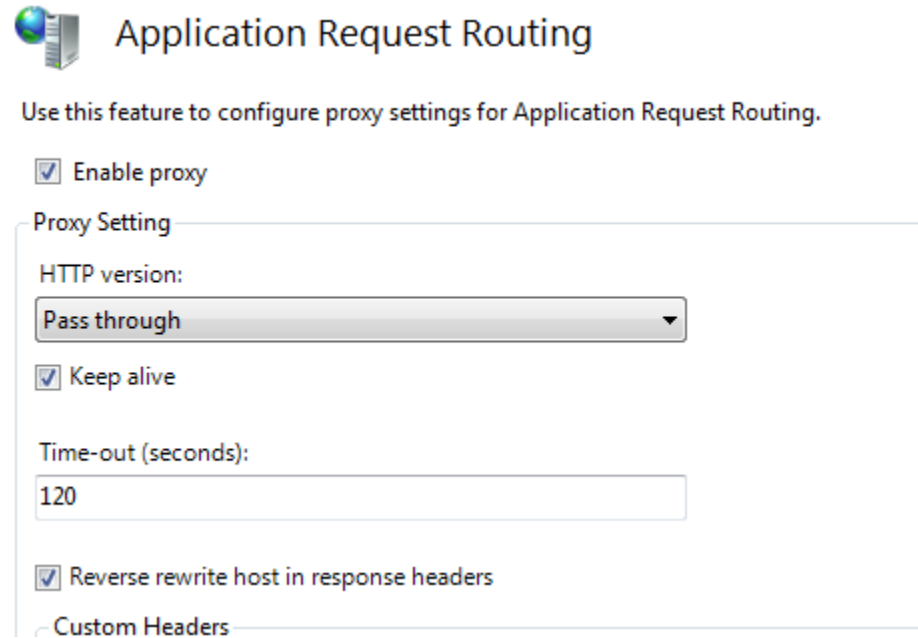 Application Request Routing
Use this feature to configure proxy settings for Application Request Routing.
Enable proxy
Proxy Setting
HTTP version:
Pass through
Keep alive
Time-out (seconds):
120
Reverse rewrite host in response headers
Custom Headers